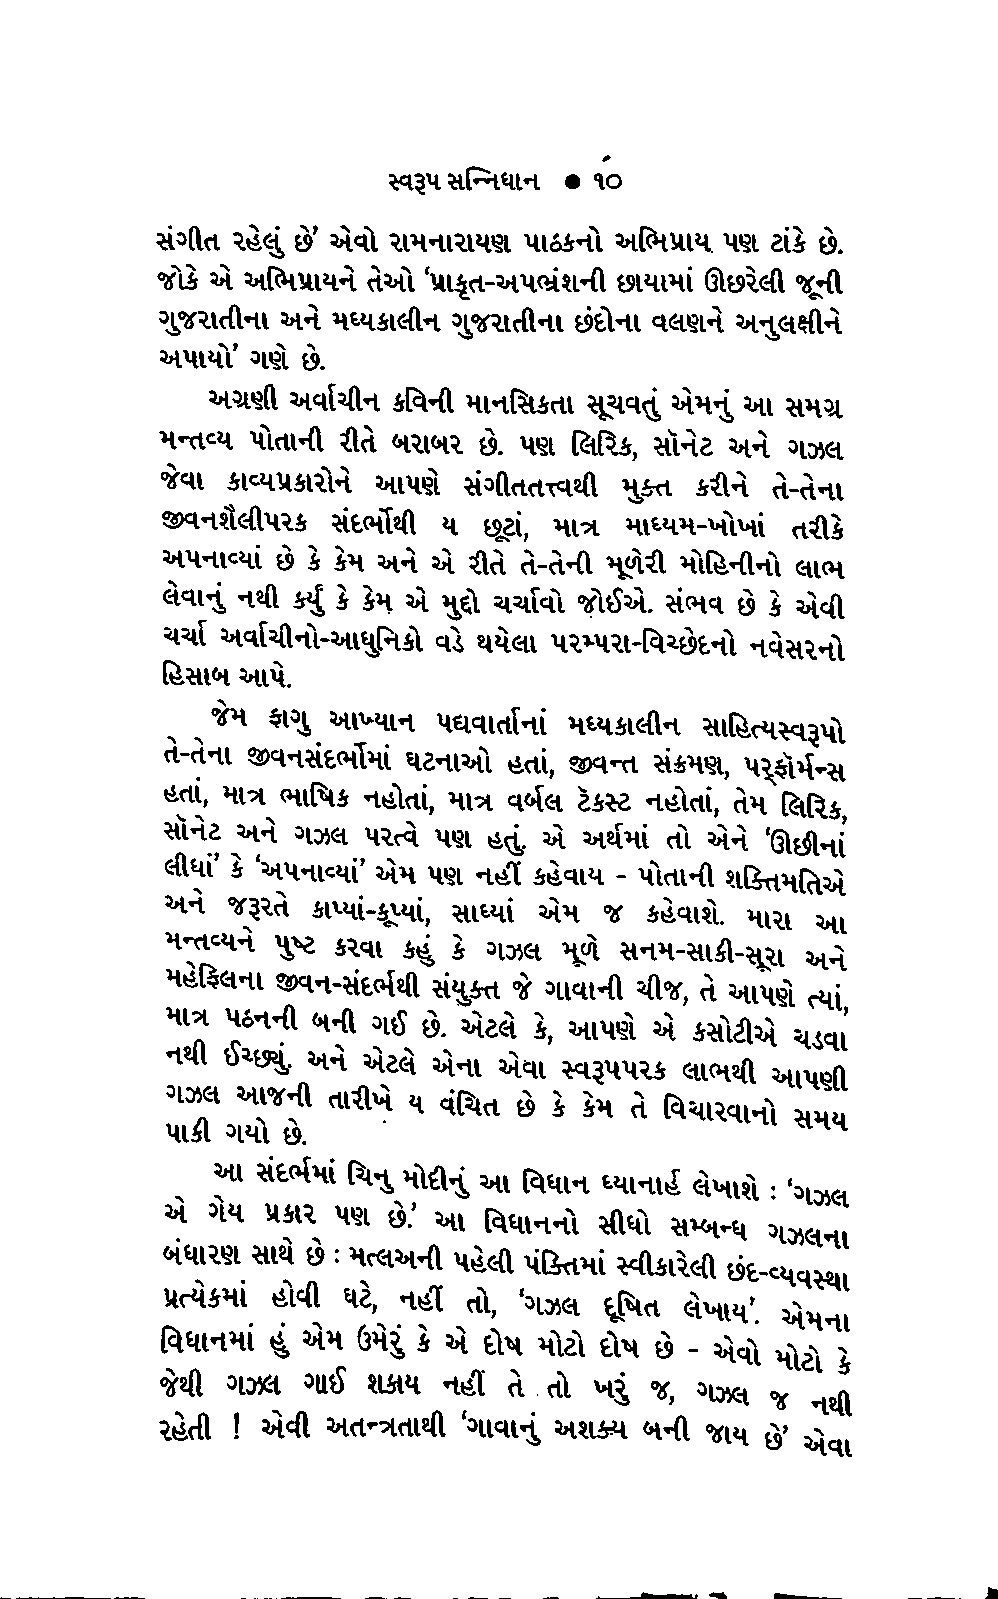 સ્વરૂપ સન્નિધાન ● ૧૦
સંગીત રહેલું છે’ એવો રામનારાયણ પાઠકનો અભિપ્રાય પણ ટાંકે છે.
જોકે એ અભિપ્રાયને તેઓ ‘પ્રાકૃત-અપભ્રંશની છાયામાં ઊછરેલી જૂની
ગુજરાતીના અને મધ્યકાલીન ગુજરાતીના છંદોના વલણને અનુલક્ષીને
અપાયો’ ગણે છે.
અગ્રણી અર્વાચીન કવિની માનસિકતા સૂચવતું એમનું આ સમગ્ર
મન્તવ્ય પોતાની રીતે બરાબર છે. પણ લિરિક, સૉનેટ અને ગઝલ
જેવા કાવ્યપ્રકારોને આપણે સંગીતતત્ત્વથી મુક્ત કરીને તે-તેના
જીવનશૈલીપરક સંદર્ભોથી ય છૂટાં, માત્ર માધ્યમ-ખોખાં તરીકે
અપનાવ્યાં છે કે કેમ અને એ રીતે તે-તેની મૂળેરી મોહિનીનો લાભ
લેવાનું નથી કર્યું કે કેમ એ મુદ્દો ચર્ચાવો જોઈએ. સંભવ છે કે એવી
ચર્ચા અર્વાચીનો-આધુનિકો વડે થયેલા પરમ્પરા-વિચ્છેદનો નવેસરનો
હિસાબ આપે.
જેમ ફાગુ આખ્યાન પદ્યવાર્તાનાં મધ્યકાલીન સાહિત્યસ્વરૂપો
તે-તેના જીવનસંદર્ભોમાં ઘટનાઓ હતાં, જીવન્ત સંક્રમણ, પર્ફૉર્મન્સ
હતાં, માત્ર ભાષિક નહોતાં, માત્ર વર્બલ ટૅક્સ્ટ નહોતાં, તેમ લિરિક,
સૉનેટ અને ગઝલ પરત્વે પણ હતું. એ અર્થમાં તો એને ‘ઊછીનાં
લીધાં’ કે ‘અપનાવ્યાં’ એમ પણ નહીં કહેવાય - પોતાની શક્તિમતિએ
અને જરૂરતે કાપ્યાં-કૂપ્યાં, સાધ્યાં એમ જ કહેવાશે. મારા આ
મન્તવ્યને પુષ્ટ કરવા કહું કે ગઝલ મૂળે સનમ-સાકી-સૂરા અને
મહેફિલના જીવન-સંદર્ભથી સંયુક્ત જે ગાવાની ચીજ, તે આપણે ત્યાં,
માત્ર પઠનની બની ગઈ છે. એટલે કે, આપણે એ કસોટીએ ચડવા
નથી ઈચ્છ્યું. અને એટલે એના એવા સ્વરૂપપરક લાભથી આપણી
ગઝલ આજની તારીખે ય વંચિત છે કે કેમ તે વિચારવાનો સમય
પાકી ગયો છે.
આ સંદર્ભમાં ચિનુ મોદીનું આ વિધાન ધ્યાનાર્હ લેખાશે : ‘ગઝલ
એ ગેય પ્રકાર પણ છે.’ આ વિધાનનો સીધો સમ્બન્ધ ગઝલના
બંધારણ સાથે છે : મત્લઅની પહેલી પંક્તિમાં સ્વીકારેલી છંદ-વ્યવસ્થા
પ્રત્યેકમાં હોવી ઘટે, નહીં તો, ‘ગઝલ દૂષિત લેખાય’. એમના
વિધાનમાં હું એમ ઉમેરું કે એ દોષ મોટો દોષ છે - એવો મોટો કે
જેથી ગઝલ ગાઈ શકાય નહીં તે તો ખરું જ, ગઝલ જ નથી
રહેતી ! એવી અતન્ત્રતાથી ‘ગાવાનું અશક્ય બની જાય છે’ એવા